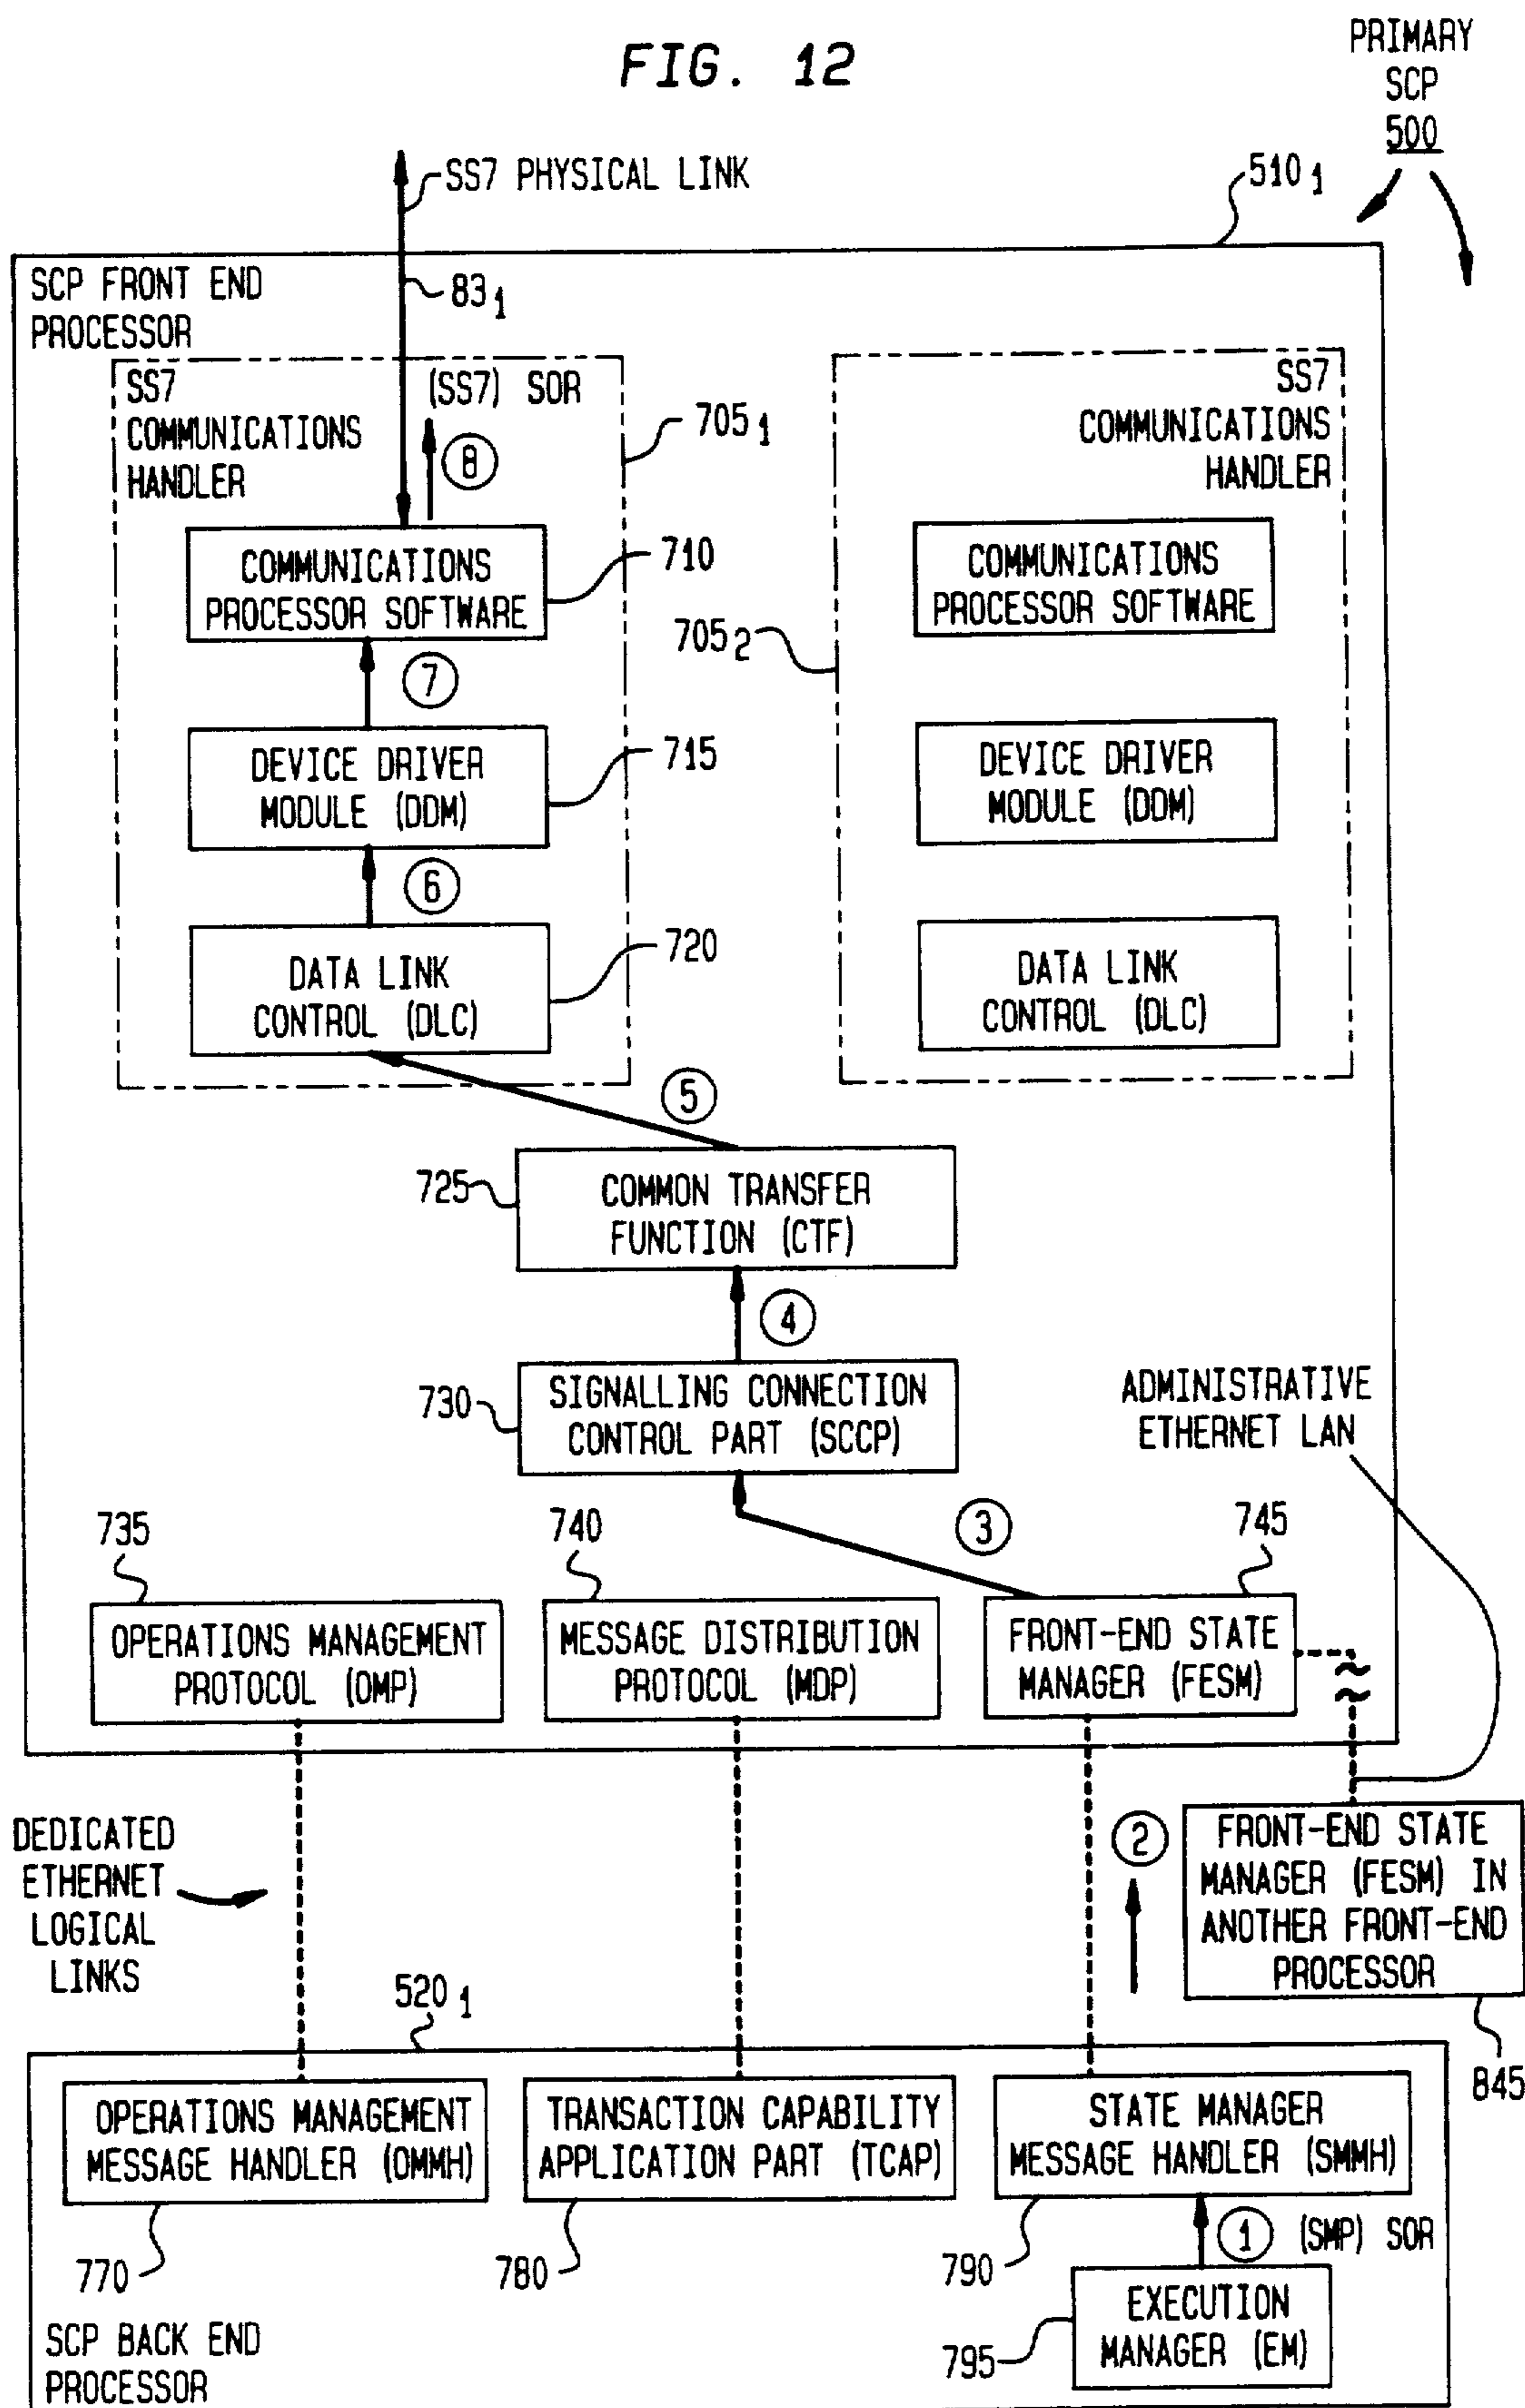 FIG. 12
PRIMARY
SCP
500
SS7 PHYSICAL LINK
510 1
SCP FRONT END
PROCESSOR
83 1
SS7
COMMUNICATIONS
HANDLER
(SS7) SOR
8
705 1
SS7
COMMUNICATIONS
HANDLER
COMMUNICATIONS
PROCESSOR SOFTWARE
710
COMMUNICATIONS
PROCESSOR SOFTWARE
705 2
7
DEVICE DRIVER
MODULE (DDM)
715
DEVICE DRIVER
MODULE (DDM)
6
DATA LINK
CONTROL (DLC)
720
DATA LINK
CONTROL (DLC)
5
725
COMMON TRANSFER
FUNCTION (CTF)
4
730
SIGNALLING CONNECTION
CONTROL PART (SCCP)
ADMINISTRATIVE
ETHERNET LAN
3
735
740
745
OPERATIONS MANAGEMENT
PROTOCOL (OMP)
MESSAGE DISTRIBUTION
PROTOCOL (MDP)
FRONT-END STATE
MANAGER (FESM)
DEDICATED
ETHERNET
LOGICAL
LINKS
2
FRONT-END STATE
MANAGER (FESM) IN
ANOTHER FRONT-END
PROCESSOR
845
520 1
OPERATIONS MANAGEMENT
MESSAGE HANDLER (OMMH)
TRANSACTION CAPABILITY
APPLICATION PART (TCAP)
STATE MANAGER
MESSAGE HANDLER (SMMH)
770
780
790
1
(SMP) SOR
EXECUTION
MANAGER (EM)
795
SCP BACK END
PROCESSOR